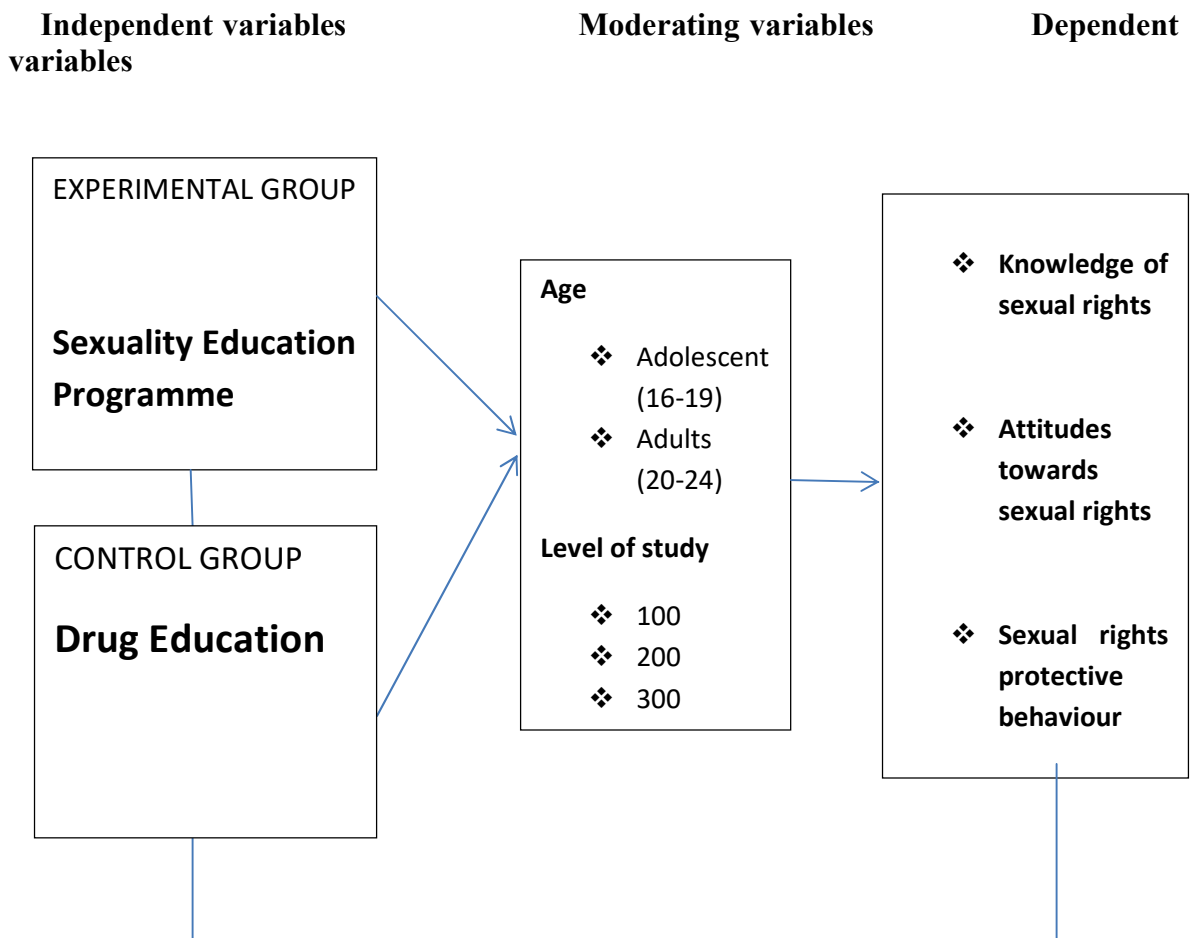 Independent variables Moderating variables Dependent
variables
EXPERIMENTAL GROUP
Sexuality Education
Programme
CONTROL GROUP
Drug Education
Age
❖ Adolescent
(16-19)
❖ Adults
(20-24)
Level of study
❖ 100
❖ 200
❖ 300
❖ Knowledge of
sexual rights
❖ Attitudes
towards
sexual rights
❖ Sexual rights
protective
behaviour